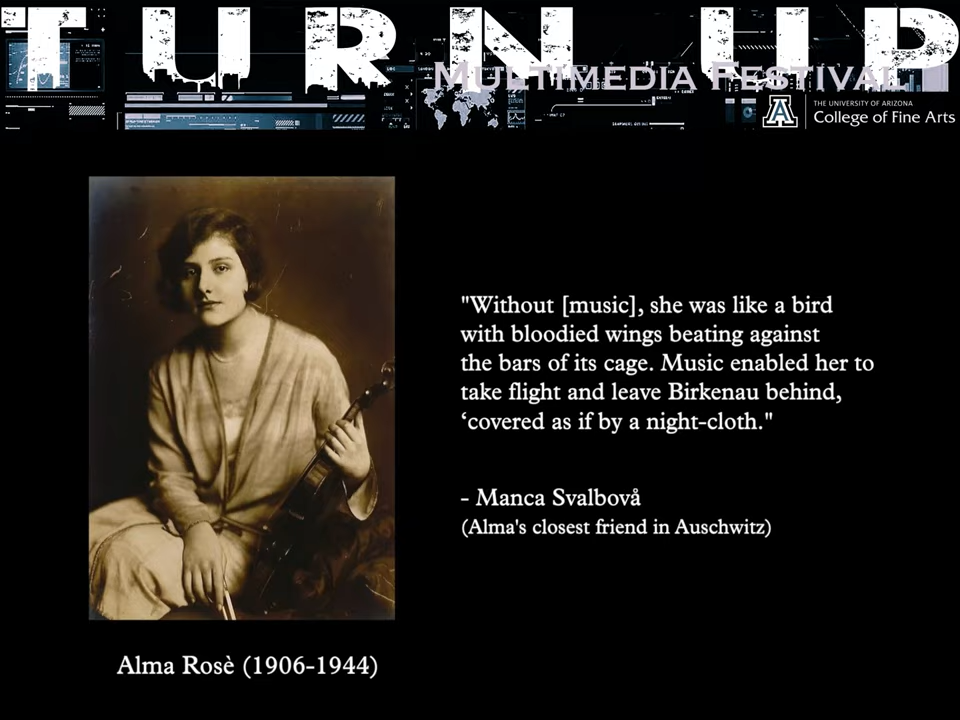 TURN UP
MULTIMEDIA FESTIVAL
THE UNIVERSITY OF ARIZONA
A
College of Fine Arts
"Without [music], she was like a bird
with bloodied wings beating against
the bars of its cage. Music enabled her to
take flight and leave Birkenau behind,
‘covered as if by a night-cloth."
- Manca Svalbovå
(Alma's closest friend in Auschwitz)
Alma Rosè (1906-1944)